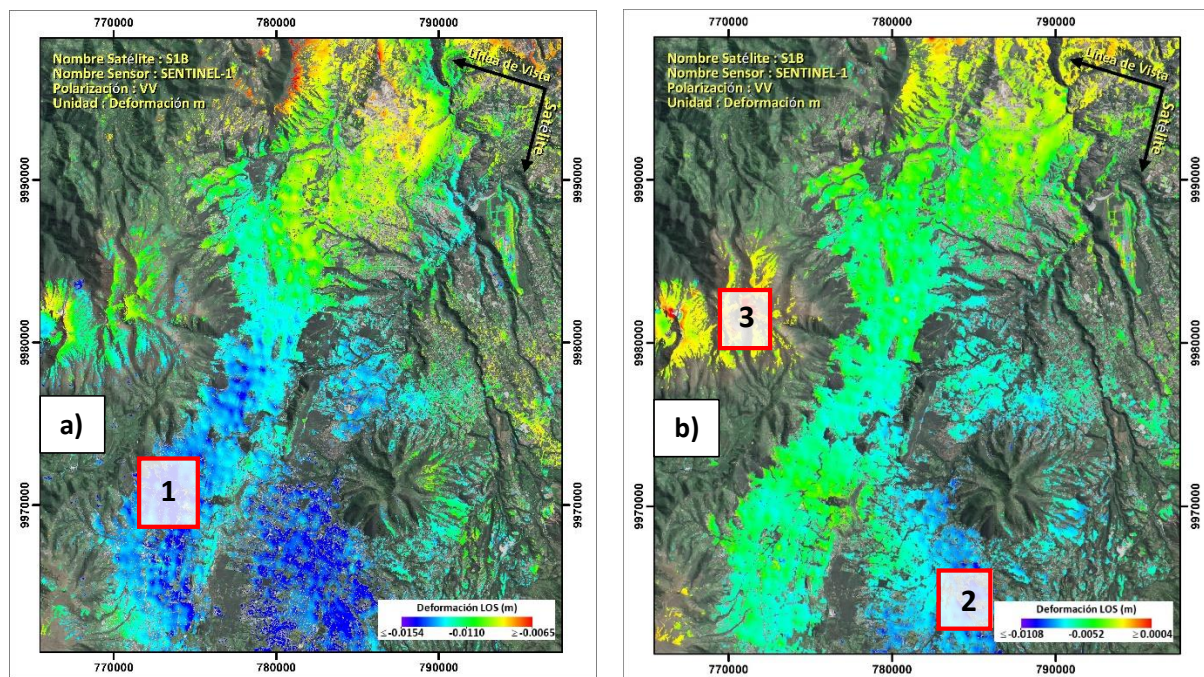 770000 780000 790000
Nombre Satélite : S1B
Nombre Sensor : SENTINEL-1
Polarización : VV
Unidad : Deformación m
Línea de Vista
Satélite
9990000
9980000
9970000
a)
1
Deformación LOS (m)
≤-0.0154 -0.0110 ≥-0.0065
770000 780000 790000
770000 780000 790000
Nombre Satélite : S1B
Nombre Sensor : SENTINEL-1
Polarización : VV
Unidad : Deformación m
Línea de Vista
Satélite
9990000 9990000
9980000 9980000
9970000 9970000
3
b)
2
Deformación LOS (m)
≤-0.0108 -0.0052 ≥0.0004
770000 780000 790000